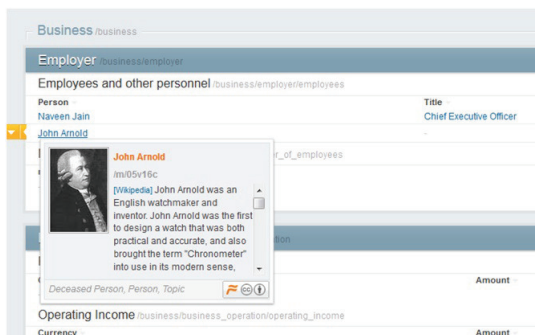 Business /business
Employer /business/employer
Employees and other personnel /business/employer/employees
Person
Title
Naveen Jain
Chief Executive Officer
John Arnold
-
r_of_employees
John Arnold
/m/05v16c
[Wikipedia] John Arnold was an
English watchmaker and
inventor. John Arnold was the first
to design a watch that was both
practical and accurate, and also
brought the term "Chronometer"
into use in its modern sense,
Deceased Person, Person, Topic
cc
Amount
Operating Income /business/business_operation/operating_income
Currency
Amount